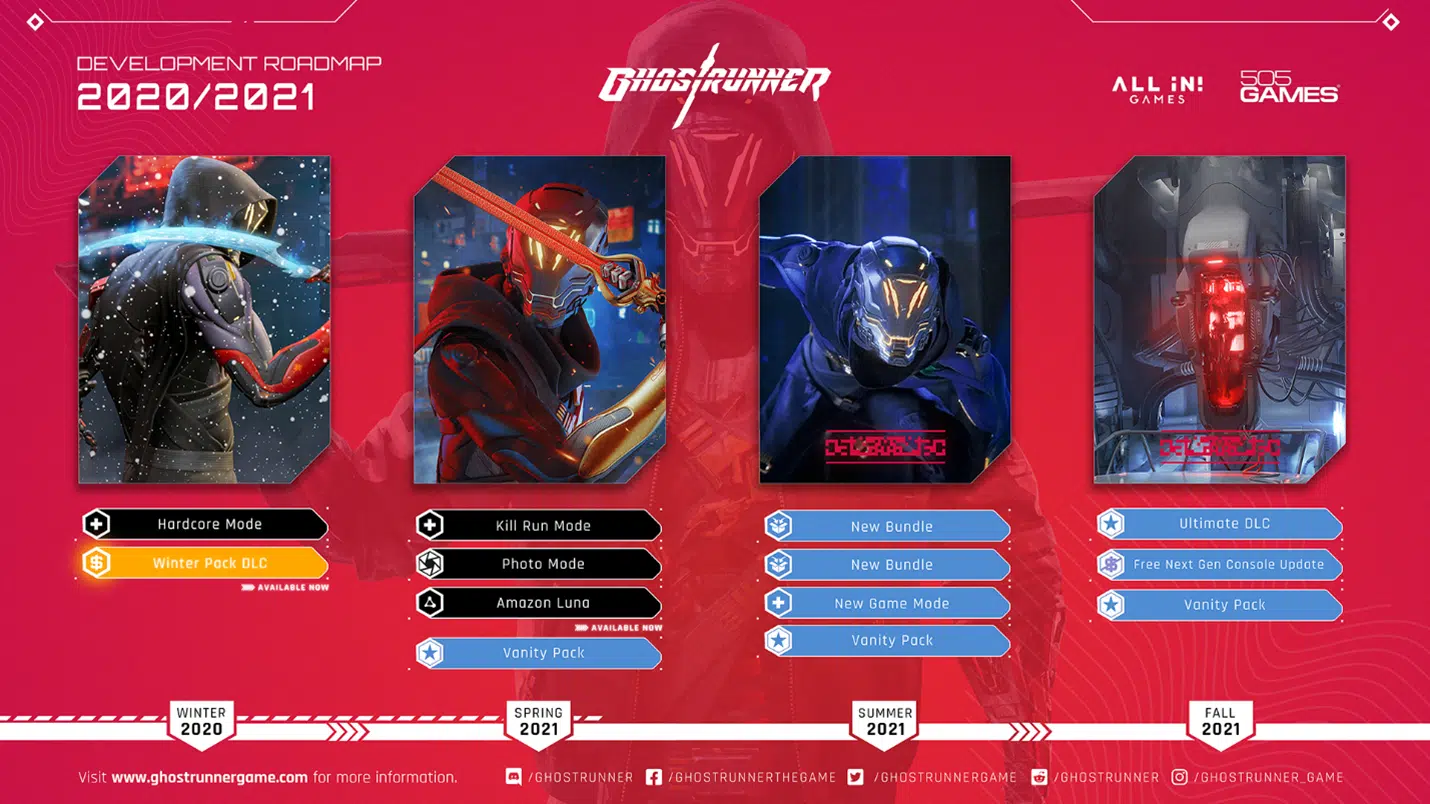 DEVELOPMENT ROADMAP
2020/2021
GHOSTRUNNER
ALL iN!
GAMES
505
GAMES
Hardcore Mode
Winter Pack DLC
AVAILABLE NOW
Kill Run Mode
Photo Mode
Amazon Luna
AVAILABLE NOW
Vanity Pack
New Bundle
New Bundle
New Game Mode
Vanity Pack
Ultimate DLC
Free Next Gen Console Update
Vanity Pack
WINTER
2020
SPRING
2021
SUMMER
2021
FALL
2021
Visit www.ghostrunnergame.com for more information.
/GHOSTRUNNER
/GHOSTRUNNERTHEGAME
/GHOSTRUNNERGAME
/GHOSTRUNNER
/GHOSTRUNNER_GAME